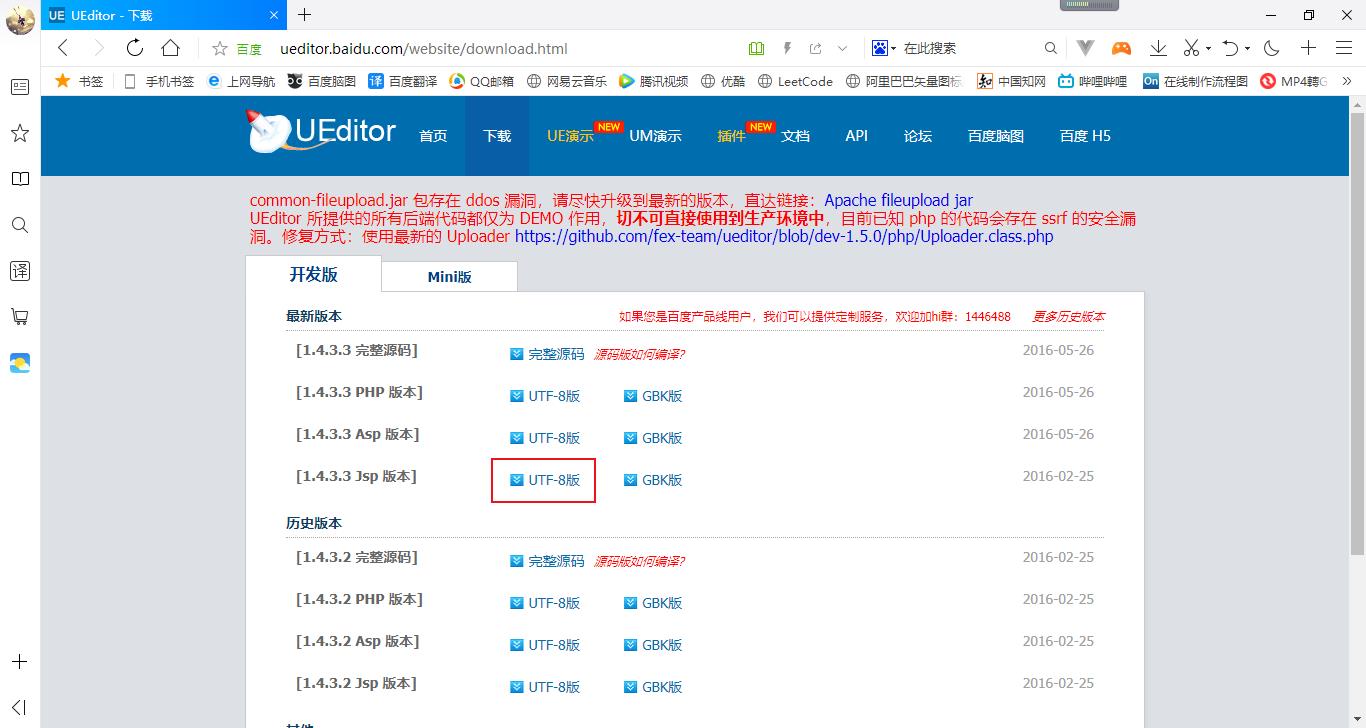 UE UEditor - 下载
百度 ueditor.baidu.com/website/download.html 在此搜索
书签 手机书签 上网导航 百度脑图 译 百度翻译 QQ邮箱 网易云音乐 腾讯视频 优酷 LeetCode 阿里巴巴矢量图标 知 中国知网 哔哩哔哩 On 在线制作流程图 MP4轉G
译
UEditor 首页 下载 UE演示 NEW UM演示 插件 NEW 文档 API 论坛 百度脑图 百度 H5
common-fileupload.jar 包存在 ddos 漏洞，请尽快升级到最新的版本，直达链接：Apache fileupload jar
UEditor 所提供的所有后端代码都仅为 DEMO 作用，切不可直接使用到生产环境中，目前已知 php 的代码会存在 ssrf 的安全漏
洞。修复方式：使用最新的 Uploader https://github.com/fex-team/ueditor/blob/dev-1.5.0/php/Uploader.class.php
开发版 Mini版
最新版本 如果您是百度产品线用户，我们可以提供定制服务，欢迎加hi群：1446488 更多历史版本
[1.4.3.3 完整源码] 完整源码 源码版如何编译? 2016-05-26
[1.4.3.3 PHP 版本] UTF-8版 GBK版 2016-05-26
[1.4.3.3 Asp 版本] UTF-8版 GBK版 2016-05-26
[1.4.3.3 Jsp 版本] UTF-8版 GBK版 2016-02-25
历史版本
[1.4.3.2 完整源码] 完整源码 源码版如何编译? 2016-02-25
[1.4.3.2 PHP 版本] UTF-8版 GBK版 2016-02-25
[1.4.3.2 Asp 版本] UTF-8版 GBK版 2016-02-25
[1.4.3.2 Jsp 版本] UTF-8版 GBK版 2016-02-25